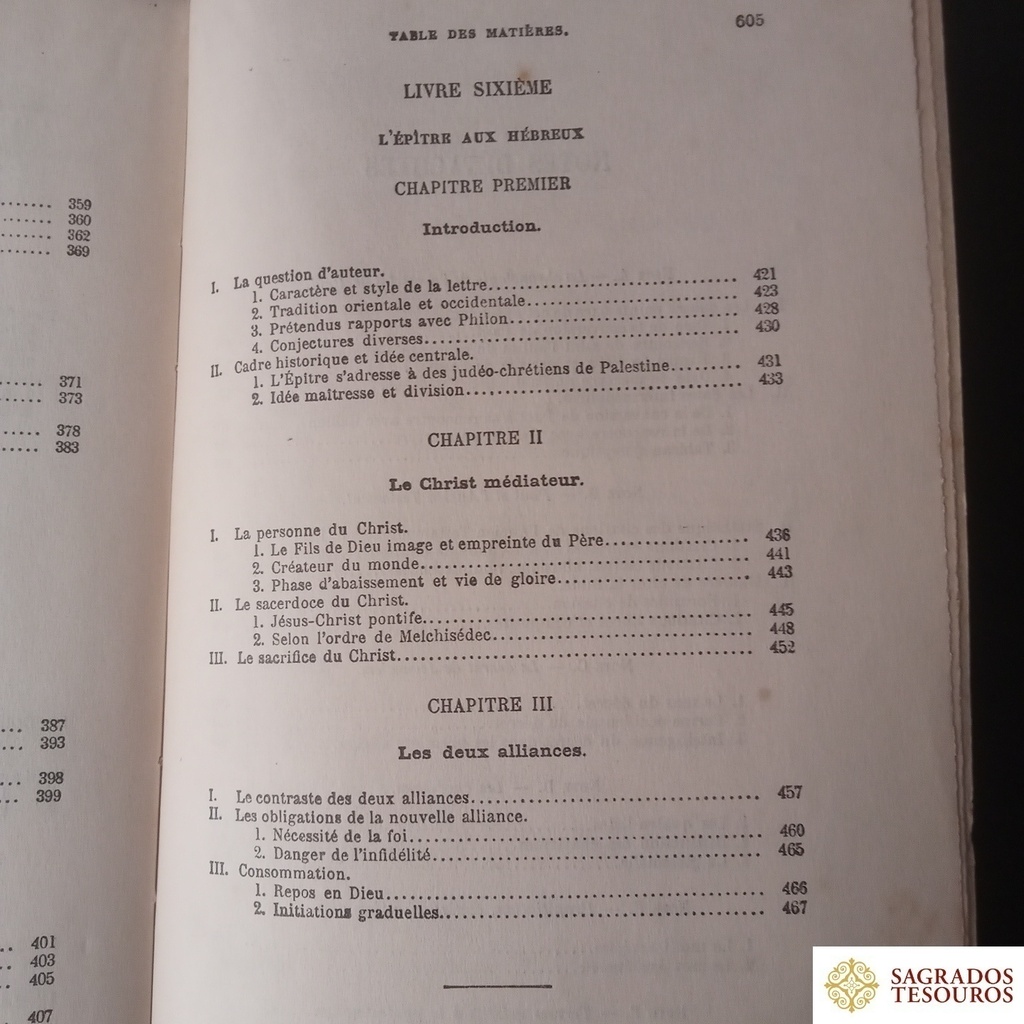 359
360
362
369
371
373
378
383
387
393
398
399
401
403
405
407
TABLE DES MATIÈRES. 605
LIVRE SIXIÈME
L'ÉPÎTRE AUX HÉBREUX
CHAPITRE PREMIER
Introduction.
I. La question d'auteur.
1. Caractère et style de la lettre 421
2. Tradition orientale et occidentale 423
3. Prétendus rapports avec Philon 428
4. Conjectures diverses 430
II. Cadre historique et idée centrale.
1. L'Épître s'adresse à des judéo-chrétiens de Palestine 431
2. Idée maîtresse et division 433
CHAPITRE II
Le Christ médiateur.
I. La personne du Christ.
1. Le Fils de Dieu image et empreinte du Père 436
2. Créateur du monde 441
3. Phase d'abaissement et vie de gloire 443
II. Le sacerdoce du Christ.
1. Jésus-Christ pontife 445
2. Selon l'ordre de Melchisédec 448
III. Le sacrifice du Christ 452
CHAPITRE III
Les deux alliances.
I. Le contraste des deux alliances 457
II. Les obligations de la nouvelle alliance.
1. Nécessité de la foi 460
2. Danger de l'infidélité 465
III. Consommation.
1. Repos en Dieu 466
2. Initiations graduelles 467
SAGRADOS
TESOUROS